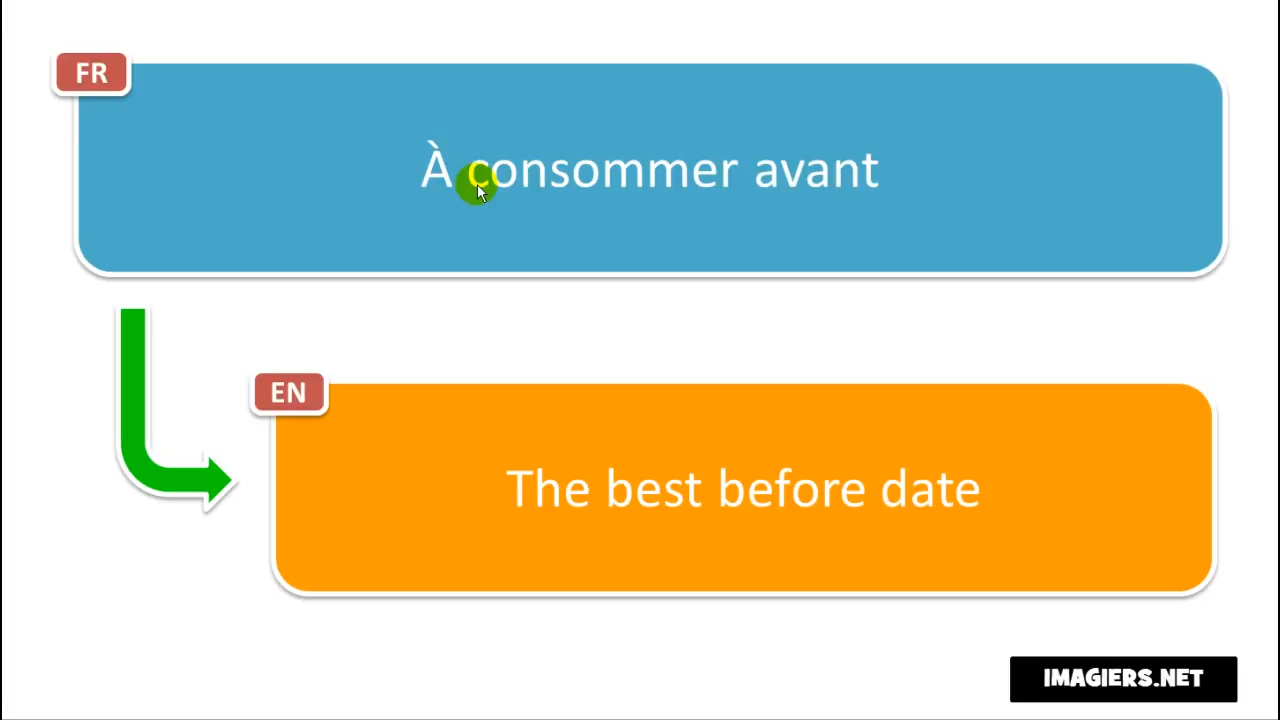 FR
À consommer avant
EN
The best before date
IMAGIERS.NET